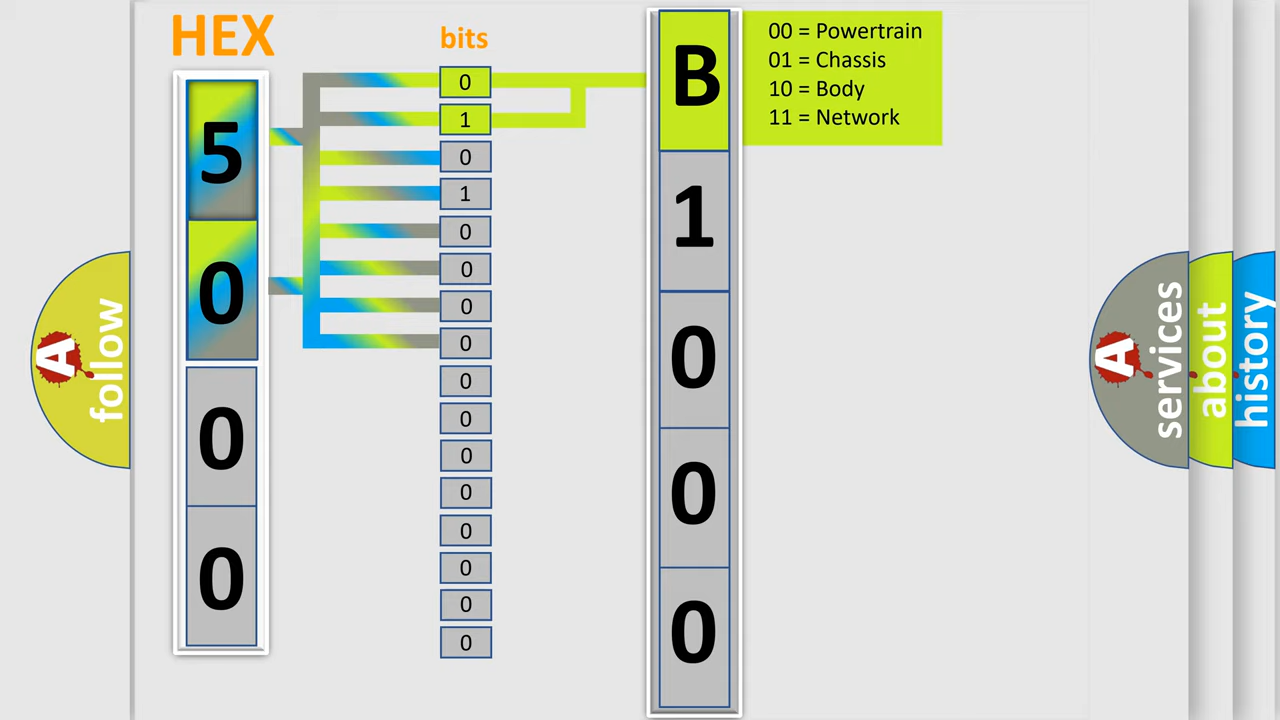 HEX
bits
5
0
0
0
0
1
0
1
0
0
0
0
0
0
0
0
0
0
0
0
B
1
0
0
0
00 = Powertrain
01 = Chassis
10 = Body
11 = Network
A
follow
A
services
about
history